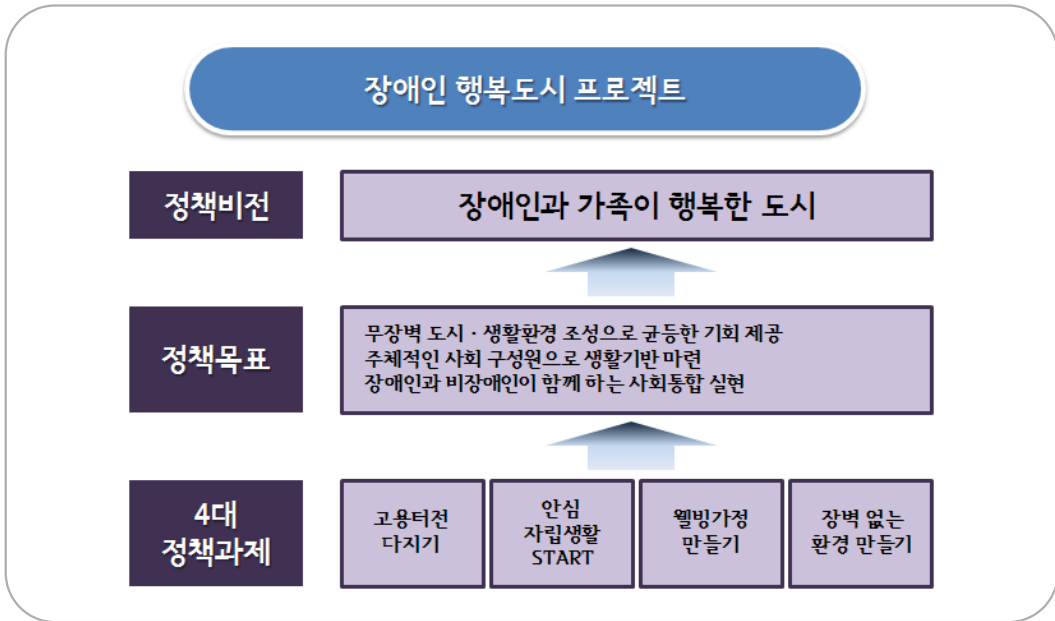 장애인 행복도시 프로젝트
정책비전
장애인과 가족이 행복한 도시
정책목표
무장벽 도시 · 생활환경 조성으로 균등한 기회 제공
주체적인 사회 구성원으로 생활기반 마련
장애인과 비장애인이 함께 하는 사회통합 실현
4대
정책과제
고용터전
다지기
안심
자립생활
START
웰빙가정
만들기
장벽 없는
환경 만들기